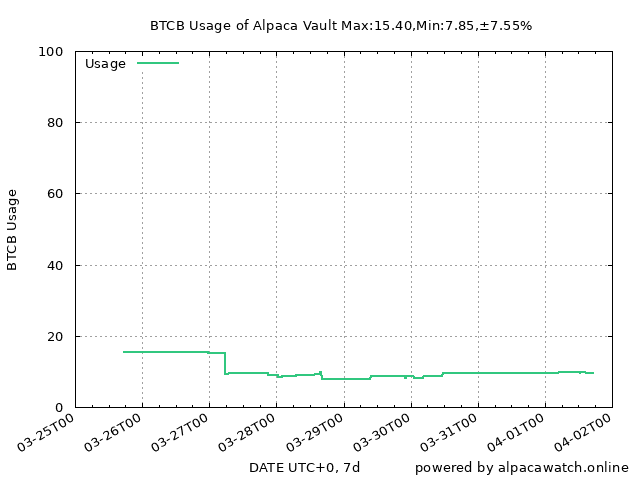 BTCB Usage of Alpaca Vault Max:15.40,Min:7.85,±7.55%
100
Usage
80
60
BTCB Usage
40
20
0
03-25T00
03-26T00
03-27T00
03-28T00
03-29T00
03-30T00
03-31T00
04-01T00
04-02T00
DATE UTC+0, 7d
powered by alpacawatch.online